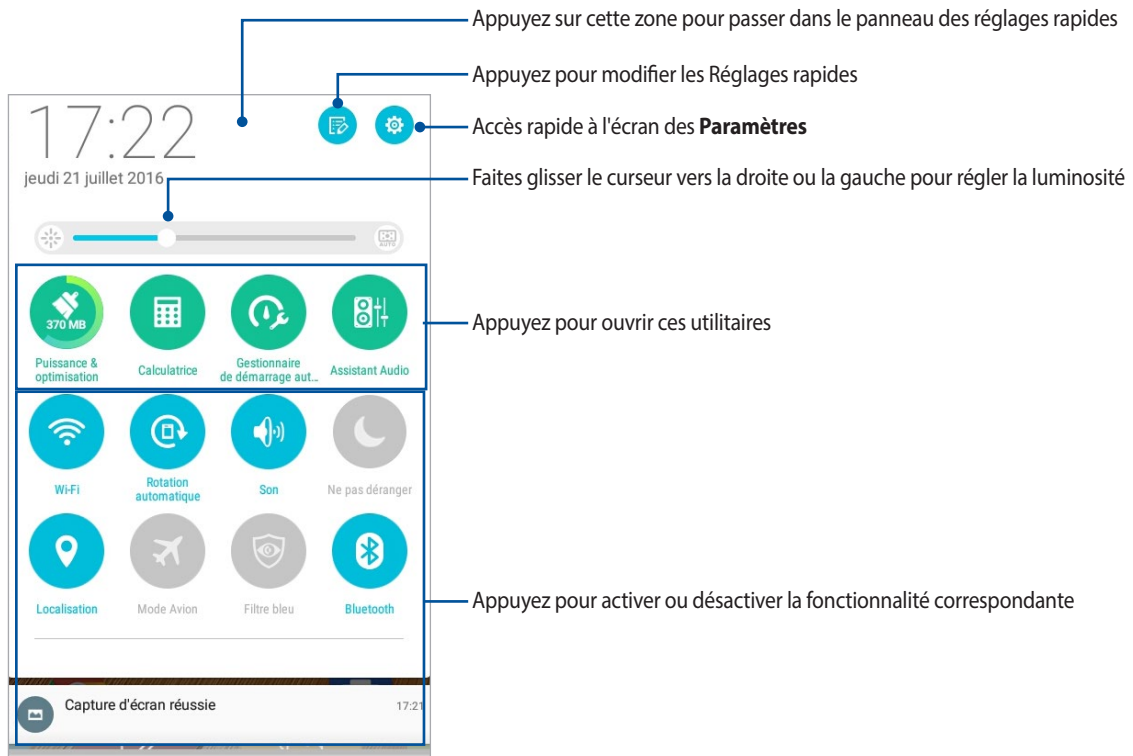 Appuyez sur cette zone pour passer dans le panneau des réglages rapides
Appuyez pour modifier les Réglages rapides
Accès rapide à l'écran des Paramètres
Faites glisser le curseur vers la droite ou la gauche pour régler la luminosité
17:22
jeudi 21 juillet 2016
AUTO
370 MB
Puissance &
optimisation
Calculatrice
Gestionnaire
de démarrage aut...
Assistant Audio
Appuyez pour ouvrir ces utilitaires
Wi-Fi
Rotation
automatique
Son
Ne pas déranger
Localisation
Mode Avion
Filtre bleu
Bluetooth
Appuyez pour activer ou désactiver la fonctionnalité correspondante
Capture d'écran réussie
17:21